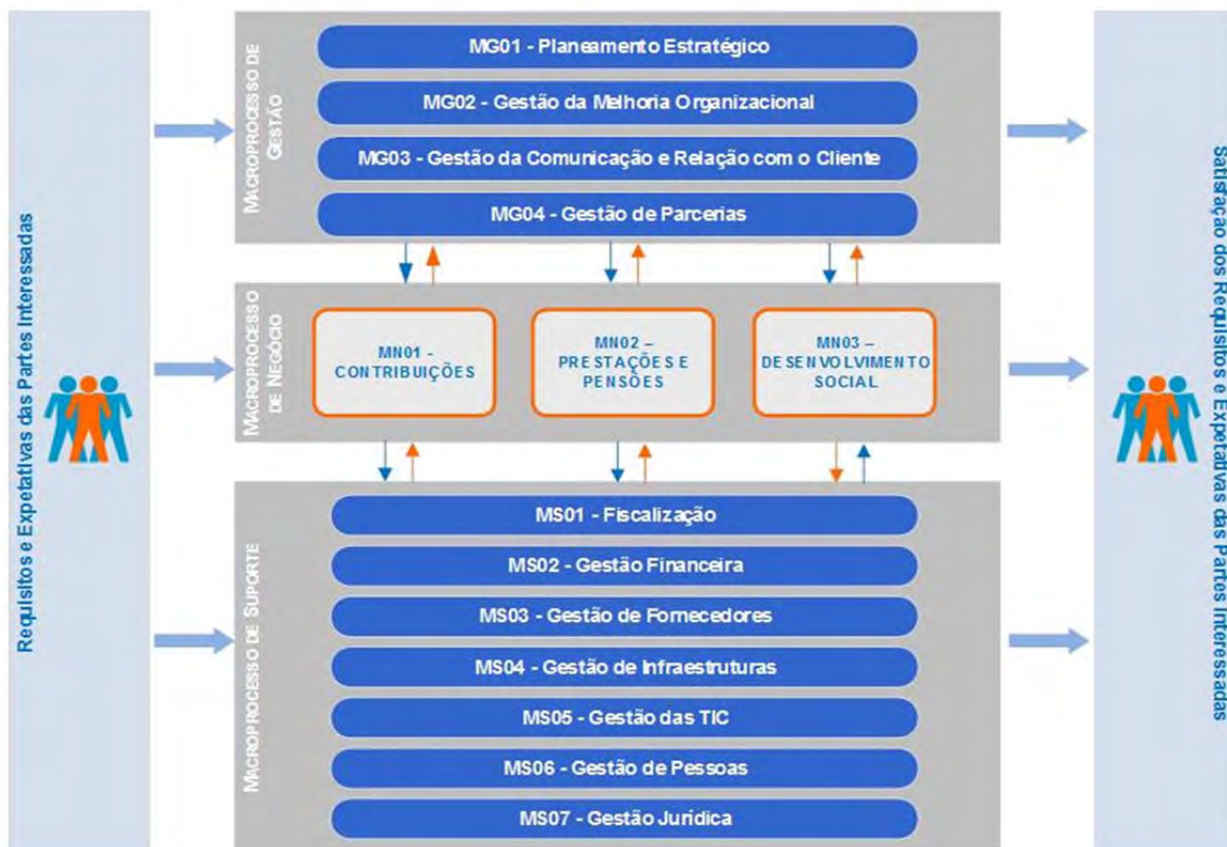 Requisitos e Expetativas das Partes Interessadas
MACROPROCESSO DE
GESTÃO
MG01 - Planeamento Estratégico
MG02 - Gestão da Melhoria Organizacional
MG03 - Gestão da Comunicação e Relação com o Cliente
MG04 - Gestão de Parcerias
MACROPROCESSO
DE NEGÓCIO
MN01 -
CONTRIBUIÇÕES
MN02 –
PRESTAÇÕES E
PENSÕES
MN03 –
DESENVOLVIMENTO
SOCIAL
MACROPROCESSO DE SUPORTE
MS01 - Fiscalização
MS02 - Gestão Financeira
MS03 - Gestão de Fornecedores
MS04 - Gestão de Infraestruturas
MS05 - Gestão das TIC
MS06 - Gestão de Pessoas
MS07 - Gestão Jurídica
Satisfação dos Requisitos e Expetativas das Partes Interessadas